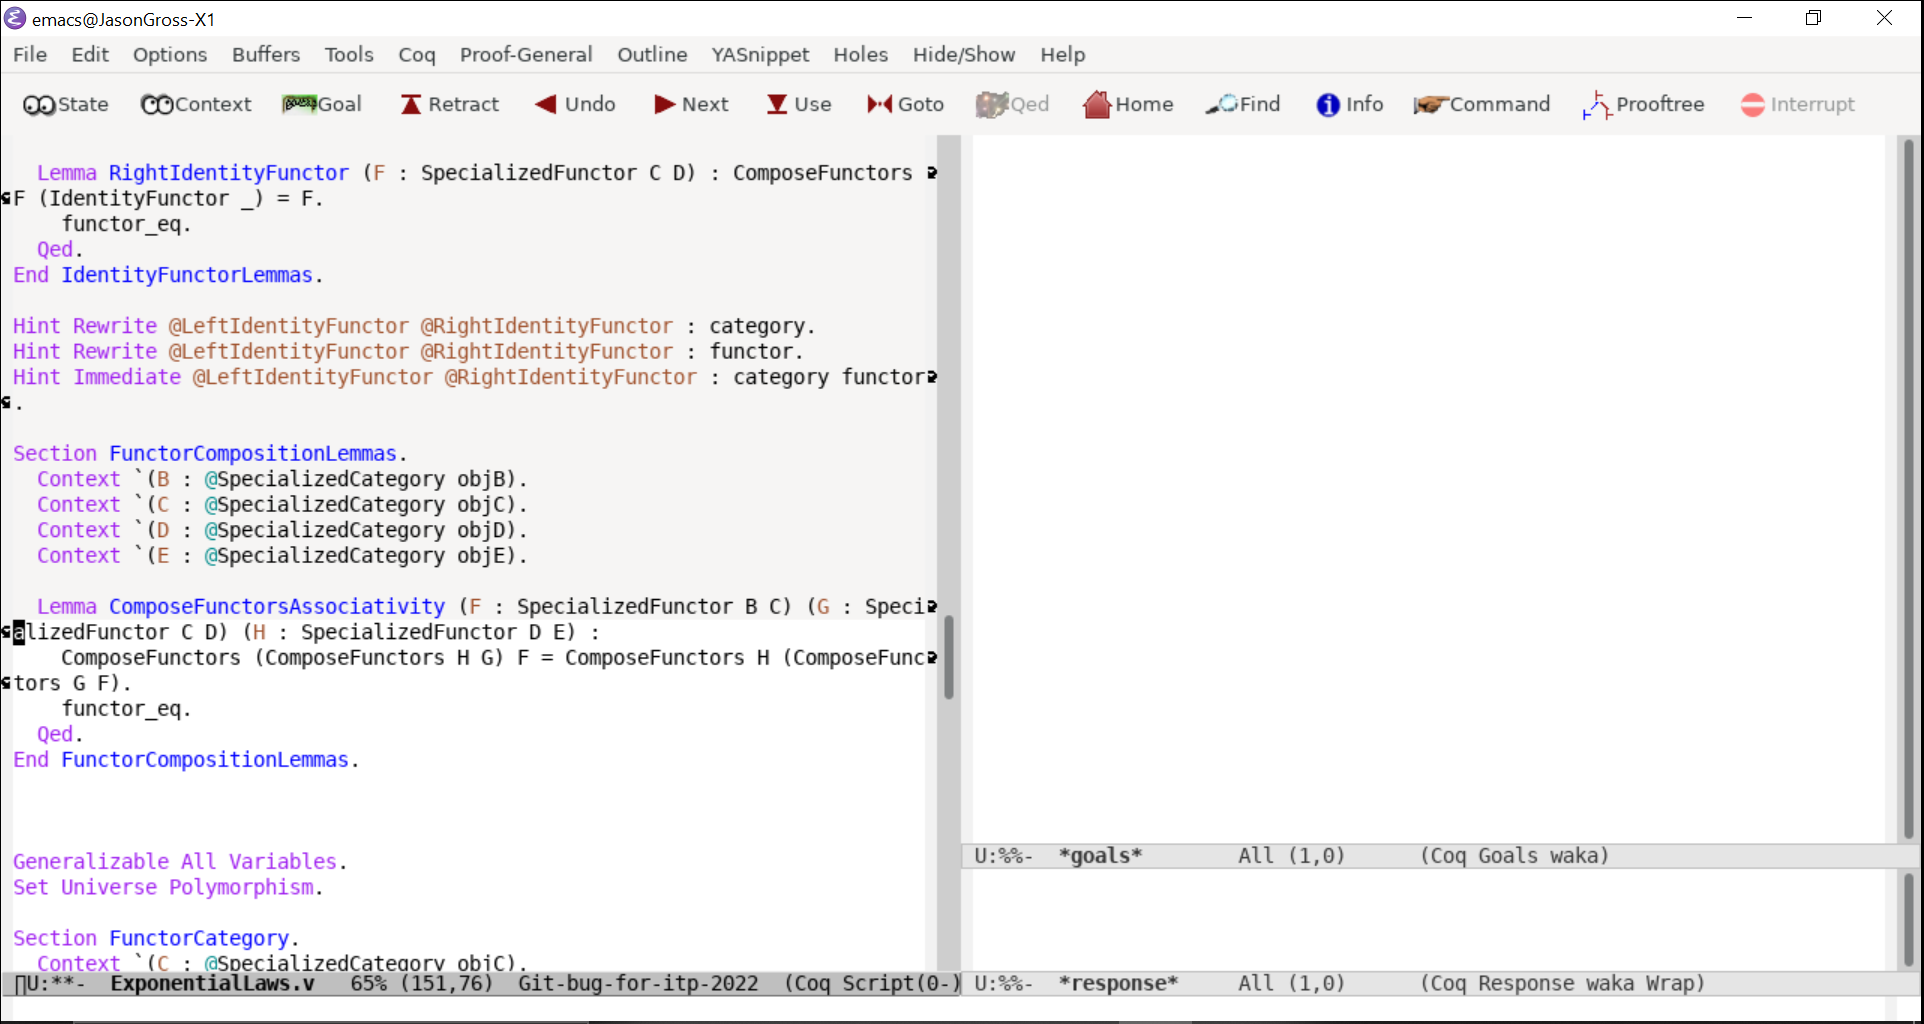 emacs@JasonGross-X1
File Edit Options Buffers Tools Coq Proof-General Outline YASnippet Holes Hide/Show Help
State Context Goal Retract Undo Next Use Goto Qed Home Find Info Command Prooftree Interrupt
  Lemma RightIdentityFunctor (F : SpecializedFunctor C D) : ComposeFunctors
F (IdentityFunctor _) = F.
    functor_eq.
  Qed.
End IdentityFunctorLemmas.
Hint Rewrite @LeftIdentityFunctor @RightIdentityFunctor : category.
Hint Rewrite @LeftIdentityFunctor @RightIdentityFunctor : functor.
Hint Immediate @LeftIdentityFunctor @RightIdentityFunctor : category functor
.
Section FunctorCompositionLemmas.
  Context `(B : @SpecializedCategory objB).
  Context `(C : @SpecializedCategory objC).
  Context `(D : @SpecializedCategory objD).
  Context `(E : @SpecializedCategory objE).
  Lemma ComposeFunctorsAssociativity (F : SpecializedFunctor B C) (G : Speci
alizedFunctor C D) (H : SpecializedFunctor D E) :
    ComposeFunctors (ComposeFunctors H G) F = ComposeFunctors H (ComposeFunc
tors G F).
    functor_eq.
  Qed.
End FunctorCompositionLemmas.
Generalizable All Variables.
Set Universe Polymorphism.
Section FunctorCategory.
  Context `(C : @SpecializedCategory objC).
U:**-  ExponentialLaws.v   65% (151,76)  Git-bug-for-itp-2022  (Coq Script(0-)
U:%%-  *goals*        All (1,0)      (Coq Goals waka)
U:%%-  *response*     All (1,0)      (Coq Response waka Wrap)